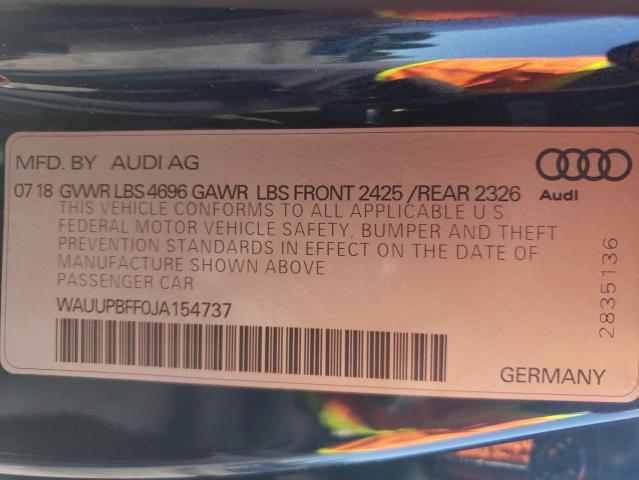 MFD. BY AUDI AG
07 18 GVWR LBS 4696 GAWR LBS FRONT 2425 /REAR 2326
Audi
THIS VEHICLE CONFORMS TO ALL APPLICABLE U.S.
FEDERAL MOTOR VEHICLE SAFETY, BUMPER AND THEFT
PREVENTION STANDARDS IN EFFECT ON THE DATE OF
MANUFACTURE SHOWN ABOVE
PASSENGER CAR
WAUUPBFF0JA154737
2835136
GERMANY